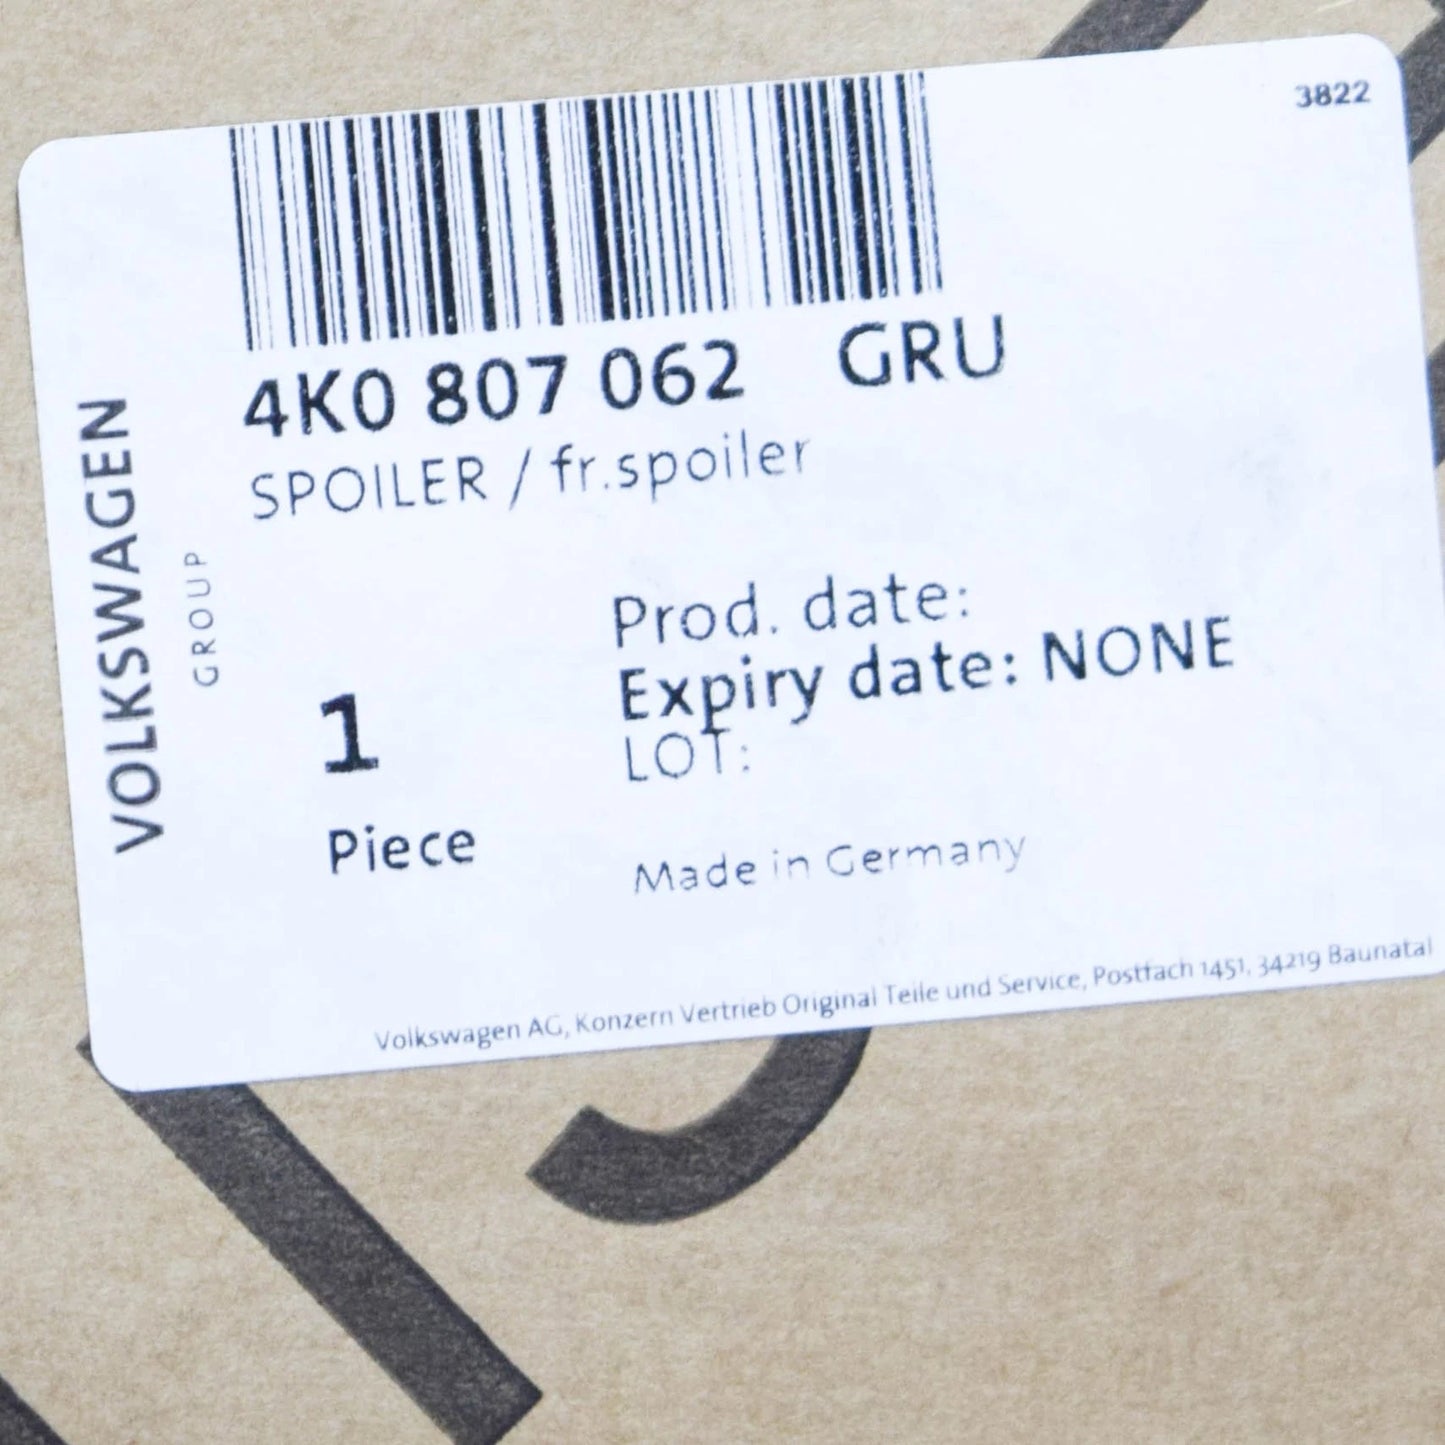 3822
4K0 807 062 GRU
SPOILER / fr.spoiler
VOLKSWAGEN
GROUP
Prod. date:
Expiry date: NONE
LOT:
1
Piece
Made in Germany
Volkswagen AG, Konzern Vertrieb Original Teile und Service, Postfach 1451, 34219 Baunatal